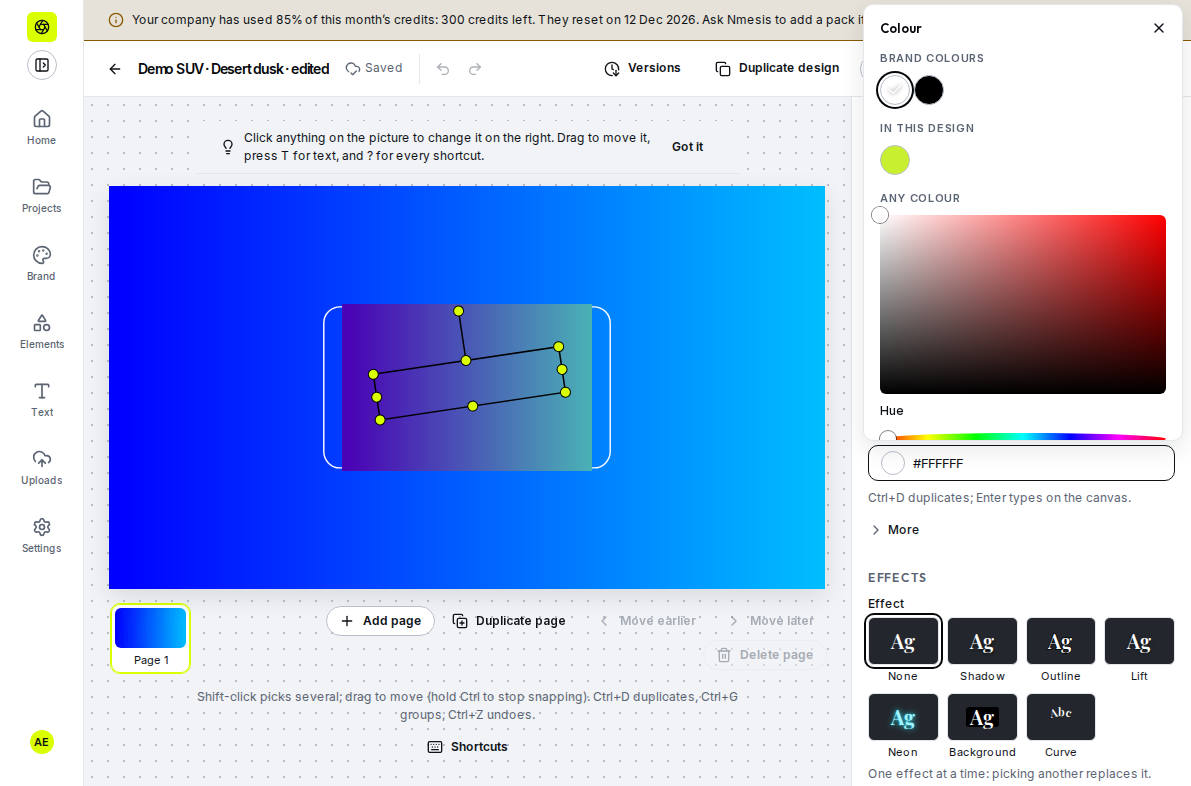 Your company has used 85% of this month's credits: 300 credits left. They reset on 12 Dec 2026. Ask Nmesis to add a pack if
Demo SUV · Desert dusk · edited
Saved
Versions
Duplicate design
Home
Projects
Brand
Elements
Text
Uploads
Settings
AE
Click anything on the picture to change it on the right. Drag to move it,
press T for text, and ? for every shortcut.
Got it
Page 1
Add page
Duplicate page
Move earlier
Move later
Delete page
Shift-click picks several; drag to move (hold Ctrl to stop snapping). Ctrl+D duplicates, Ctrl+G
groups; Ctrl+Z undoes.
Shortcuts
Colour
BRAND COLOURS
IN THIS DESIGN
ANY COLOUR
Hue
#FFFFFF
Ctrl+D duplicates; Enter types on the canvas.
More
EFFECTS
Effect
Ag Ag Ag Ag
None Shadow Outline Lift
Ag Ag Abc
Neon Background Curve
One effect at a time: picking another replaces it.